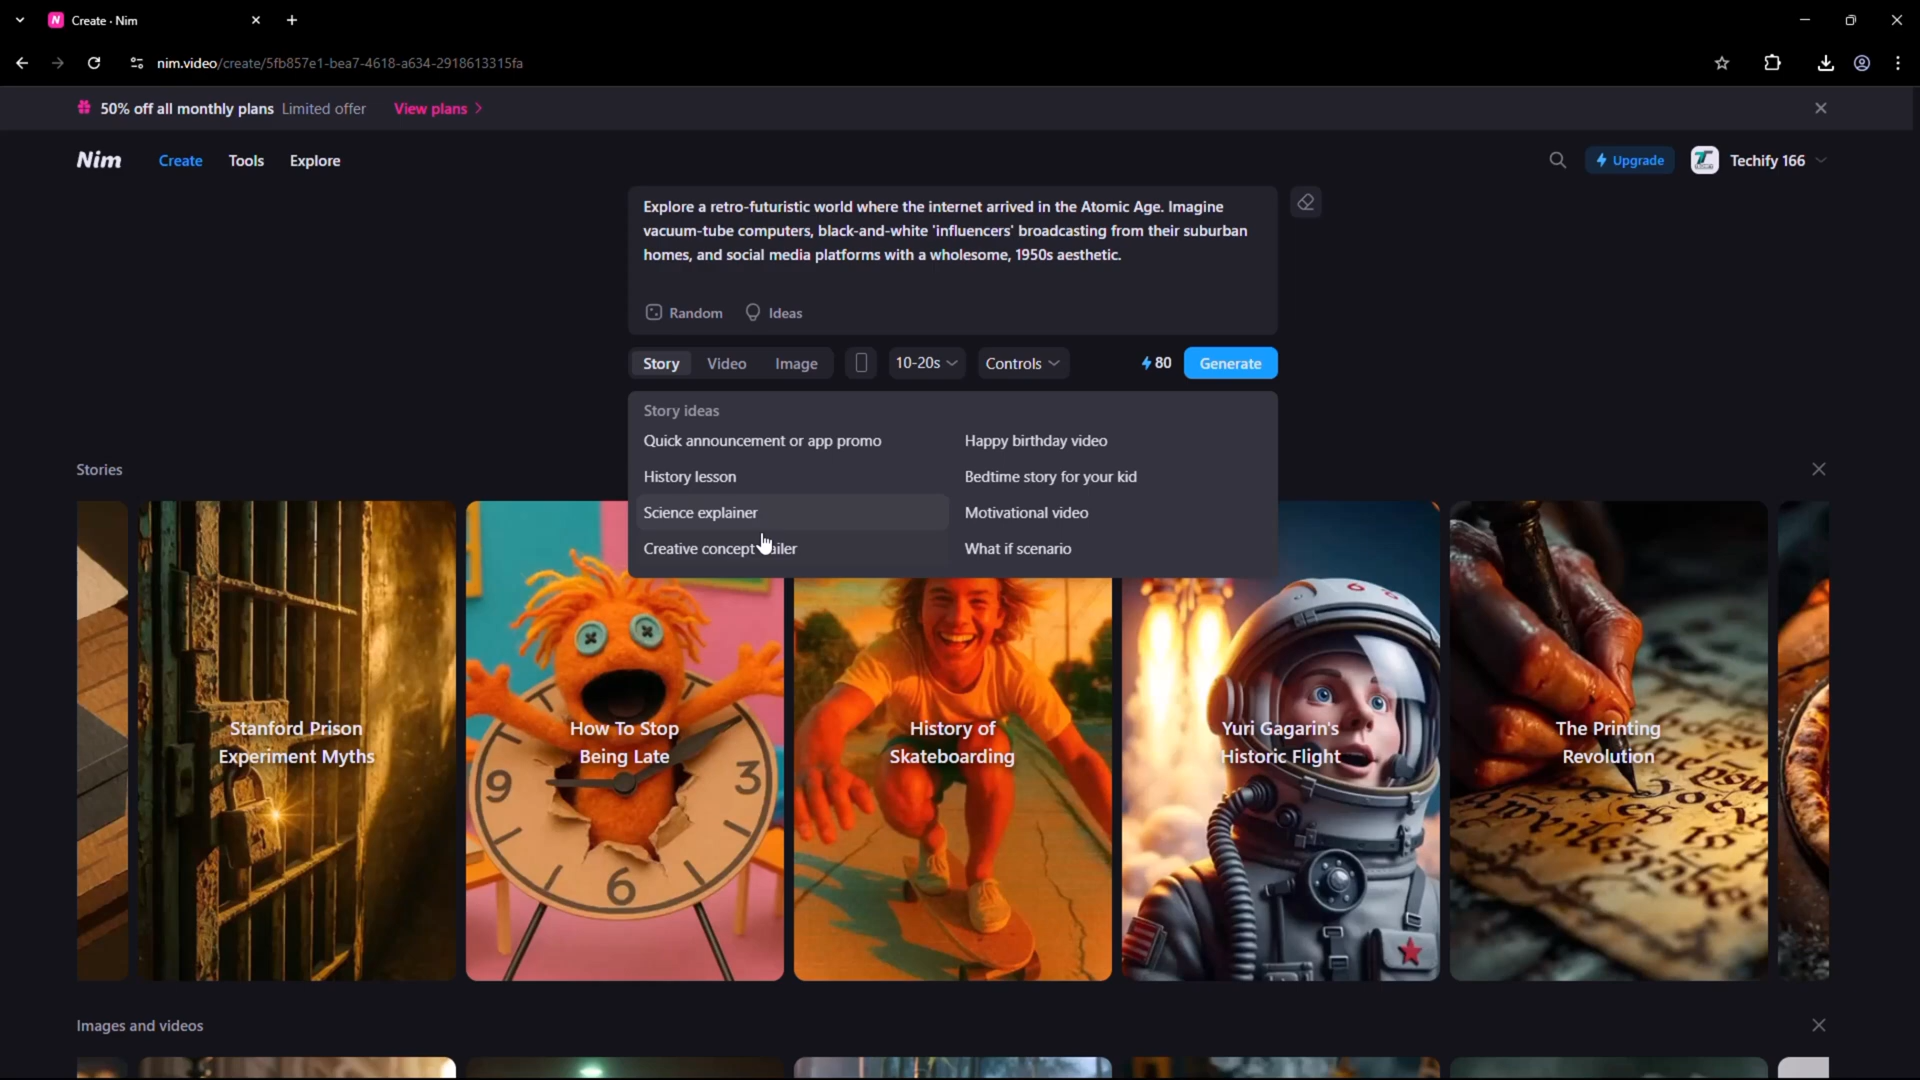 Create · Nim
nim.video/create/5fb857e1-bea7-4618-a634-2918613315fa
50% off all monthly plans Limited offer View plans
Nim Create Tools Explore
Upgrade Techify 166
Explore a retro-futuristic world where the internet arrived in the Atomic Age. Imagine
vacuum-tube computers, black-and-white 'influencers' broadcasting from their suburban
homes, and social media platforms with a wholesome, 1950s aesthetic.
Random Ideas
Story Video Image 10-20s Controls 80 Generate
Story ideas
Quick announcement or app promo Happy birthday video
History lesson Bedtime story for your kid
Science explainer Motivational video
Creative concept What if scenario
Stories
Stanford Prison
Experiment Myths
How To Stop
Being Late
9 3
6
History of
Skateboarding
Yuri Gagarin's
Historic Flight
The Printing
Revolution
Images and videos